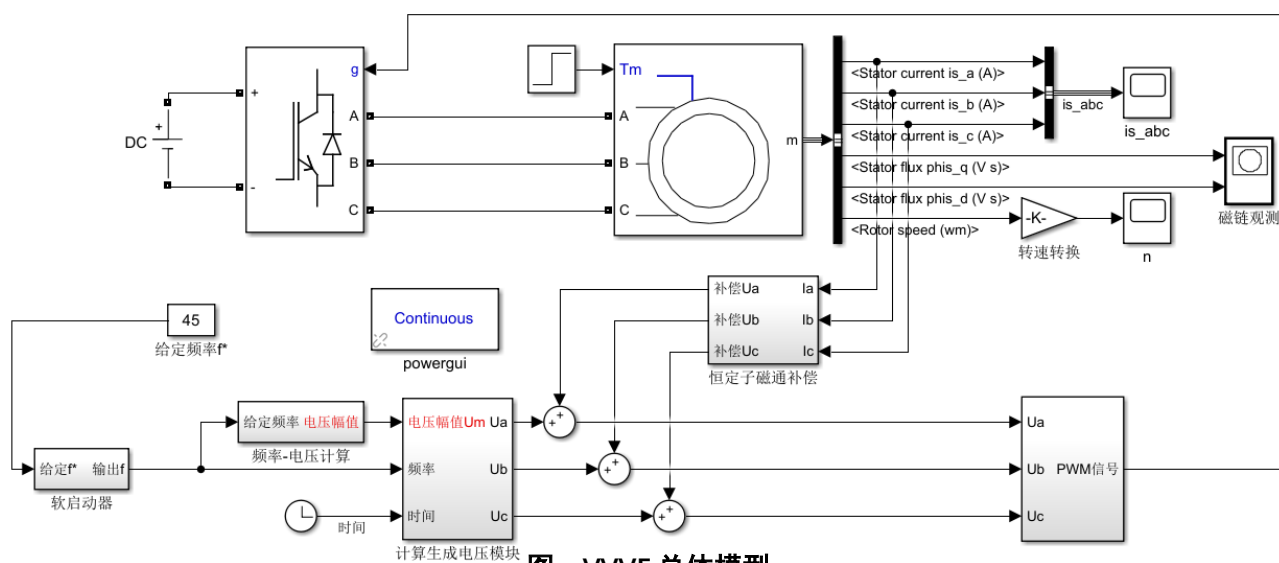 g
Tm
+
<Stator current is_a (A)>
is_abc
DC
+
A
A
<Stator current is_b (A)>
is_abc
m
<Stator current is_c (A)>
B
B
<Stator flux phis_q (V s)>
-
<Stator flux phis_d (V s)>
磁链观测
C
C
-K-
<Rotor speed (wm)>
转速转换
n
补偿Ua
Ia
补偿Ub
Ib
补偿Uc
Ic
恒定子磁通补偿
45
给定频率f*
Continuous
powergui
给定频率 电压幅值
频率-电压计算
电压幅值Um
Ua
+
+
Ua
给定f*
输出f
软启动器
频率
Ub
+
+
Ub
PWM信号
时间
时间
Uc
+
+
Uc
计算生成电压模块